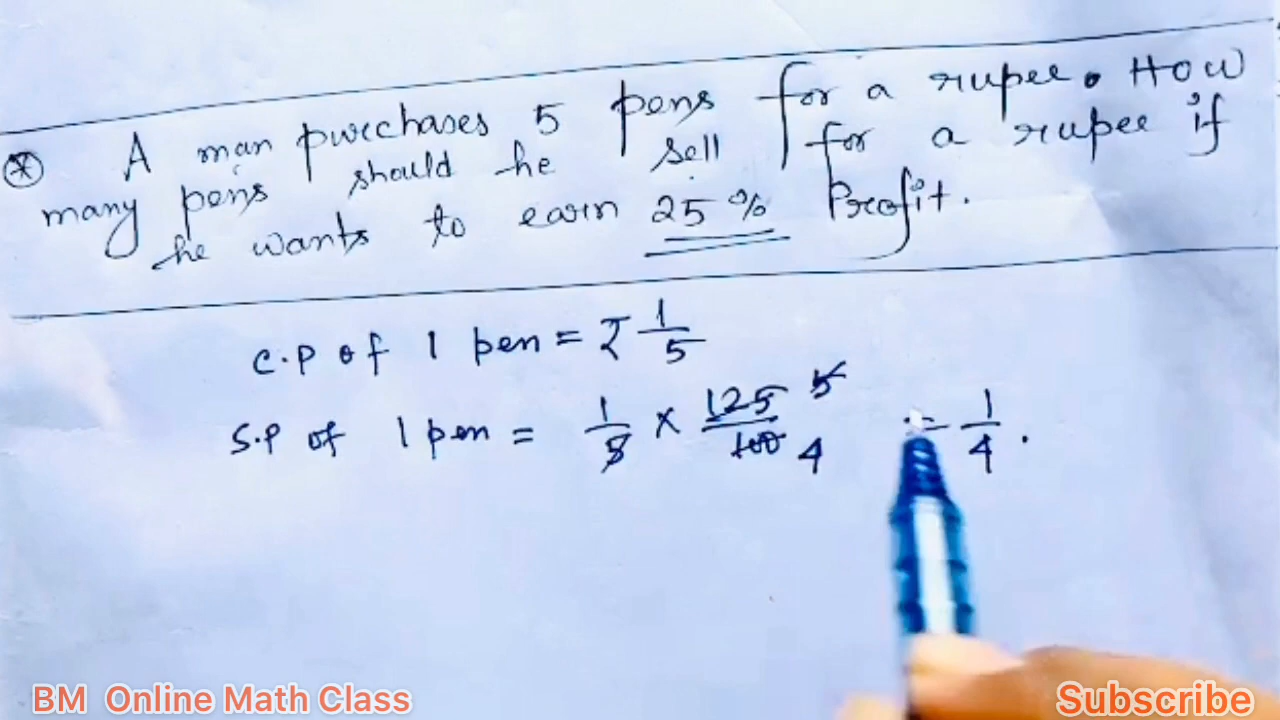 * A man purchases 5 pens for a rupee. How
many pens should he sell for a rupee if
he wants to earn 25% Profit.
C.P of 1 pen = ₹ 1/5
S.P of 1 pen = 1/5 × 125/100 5 4 = 1/4.
BM Online Math Class
Subscribe